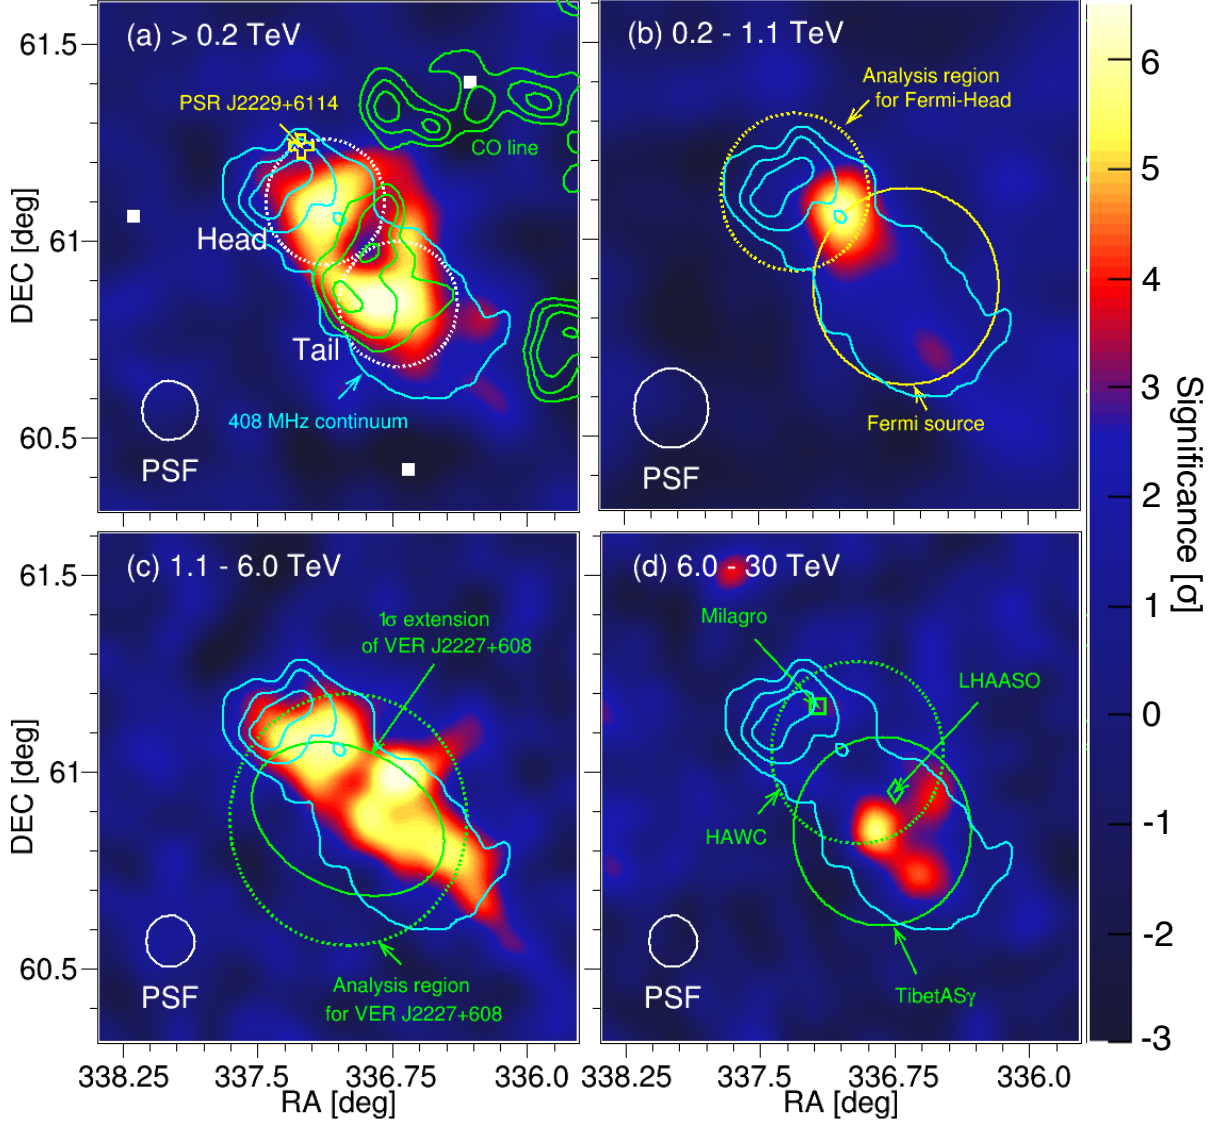 (a) > 0.2 TeV
PSR J2229+6114
CO line
Head
Tail
408 MHz continuum
PSF
61.5
61
60.5
DEC [deg]
(b) 0.2 - 1.1 TeV
Analysis region
for Fermi-Head
Fermi source
PSF
6
5
4
3
2
1
0
-1
-2
-3
Significance [σ]
(c) 1.1 - 6.0 TeV
1σ extension
of VER J2227+608
PSF
Analysis region
for VER J2227+608
61.5
61
60.5
DEC [deg]
338.25
337.5
336.75
336.0
RA [deg]
(d) 6.0 - 30 TeV
Milagro
LHAASO
HAWC
TibetASγ
PSF
338.25
337.5
336.75
336.0
RA [deg]